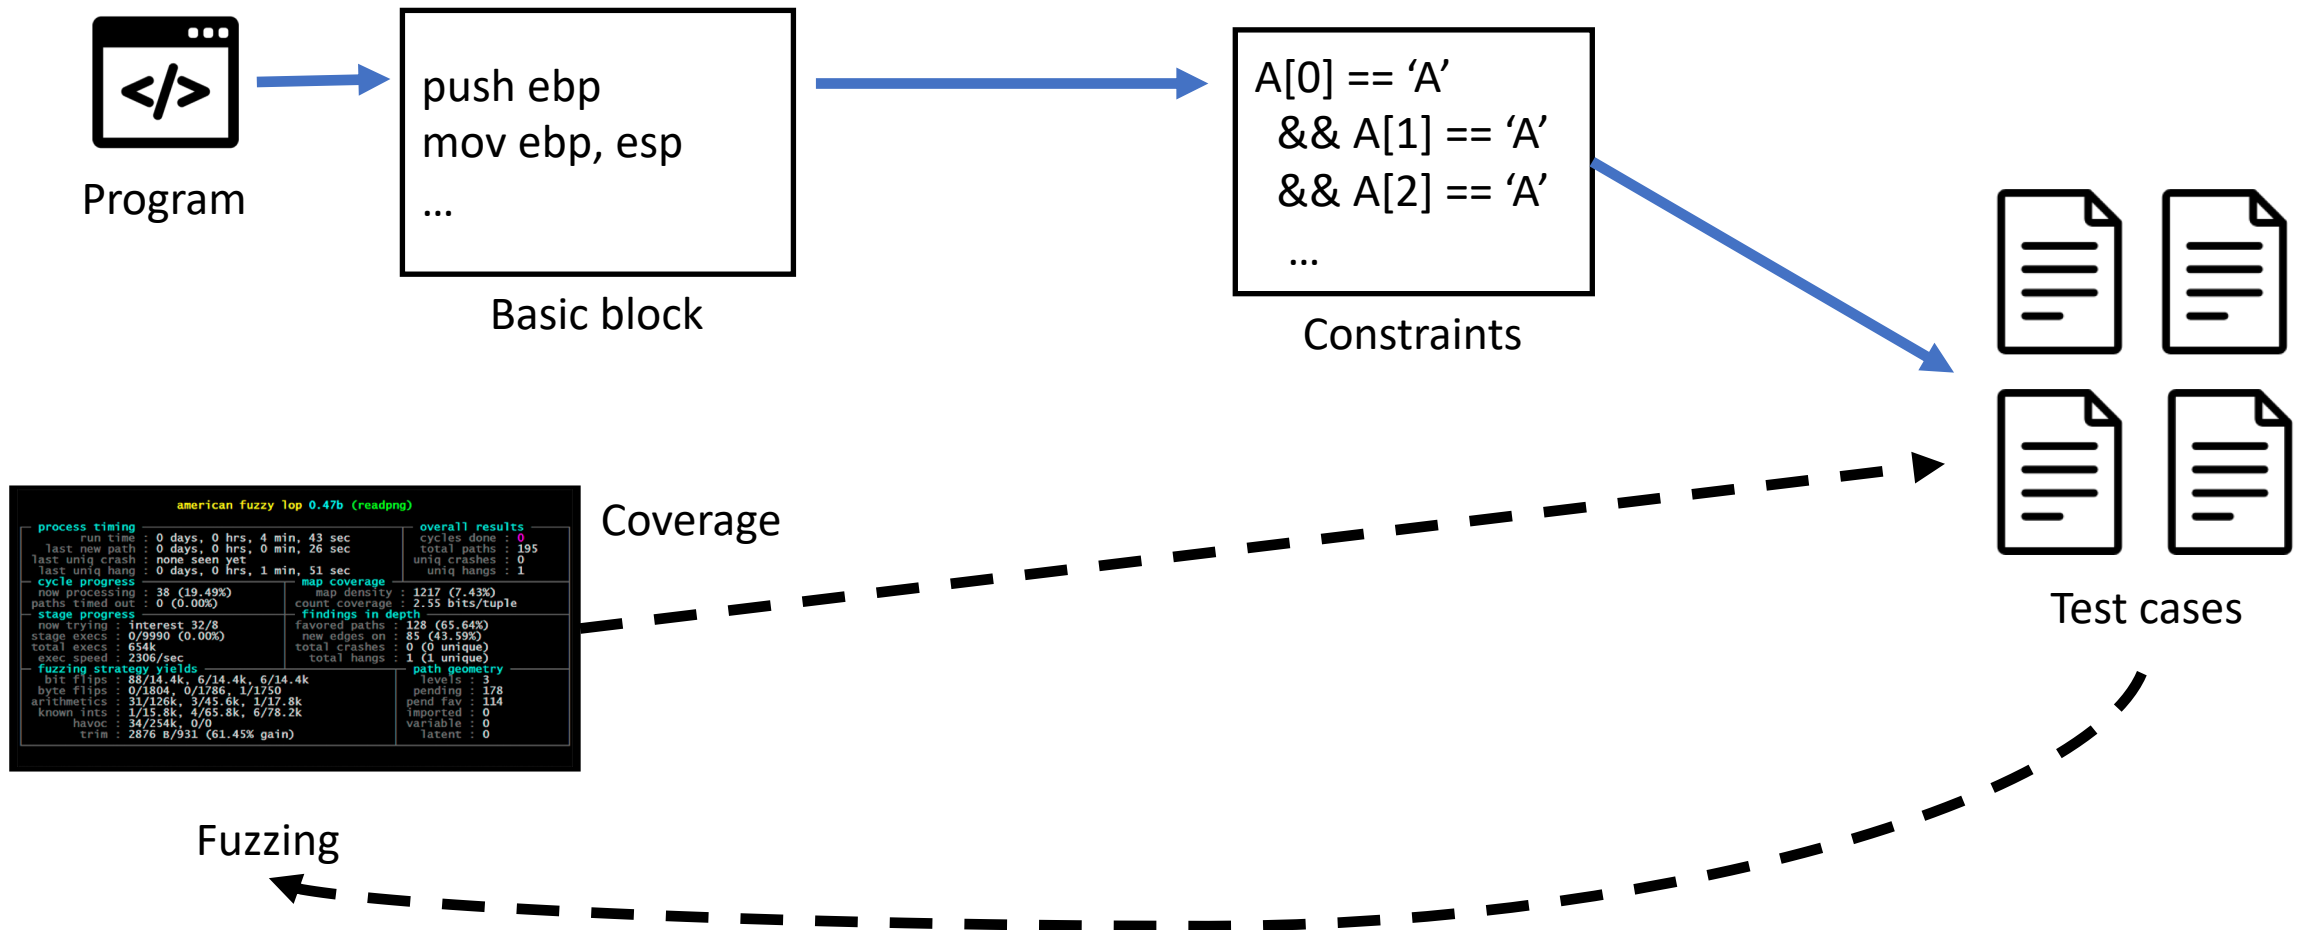 </>
Program
push ebp
mov ebp, esp
...
Basic block
A[0] == ‘A’
&& A[1] == ‘A’
&& A[2] == ‘A’
...
Constraints
Test cases
Coverage
american fuzzy lop 0.47b (readpng)
process timing
run time : 0 days, 0 hrs, 4 min, 43 sec
last new path : 0 days, 0 hrs, 0 min, 26 sec
last uniq crash : none seen yet
last uniq hang : 0 days, 0 hrs, 1 min, 51 sec
overall results
cycles done : 0
total paths : 195
uniq crashes : 0
uniq hangs : 1
cycle progress
now processing : 38 (19.49%)
paths timed out : 0 (0.00%)
map coverage
map density : 1217 (7.43%)
count coverage : 2.55 bits/tuple
stage progress
now trying : interest 32/8
stage execs : 0/9990 (0.00%)
total execs : 654k
exec speed : 2306/sec
findings in depth
favored paths : 128 (65.64%)
new edges on : 85 (43.59%)
total crashes : 0 (0 unique)
total hangs : 1 (1 unique)
fuzzing strategy yields
bit flips : 88/14.4k, 6/14.4k, 6/14.4k
byte flips : 0/1804, 0/1786, 1/1750
arithmetics : 31/126k, 3/45.6k, 1/17.8k
known ints : 1/15.8k, 4/65.8k, 6/78.2k
havoc : 34/254k, 0/0
trim : 2876 B/931 (61.45% gain)
path geometry
levels : 3
pending : 178
pend fav : 114
imported : 0
variable : 0
latent : 0
Fuzzing